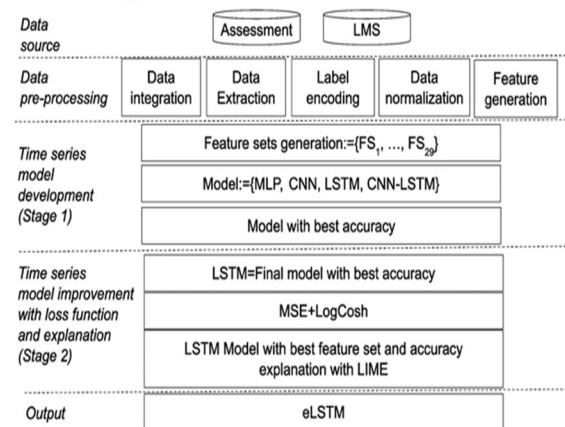 Data
source
Assessment
LMS
Data
pre-processing
Data
integration
Data
Extraction
Label
encoding
Data
normalization
Feature
generation
Time series
model
development
(Stage 1)
Feature sets generation:={FS₁, ..., FS₂₉}
Model:={MLP, CNN, LSTM, CNN-LSTM}
Model with best accuracy
Time series
model improvement
with loss function
and explanation
(Stage 2)
LSTM=Final model with best accuracy
MSE+LogCosh
LSTM Model with best feature set and accuracy
explanation with LIME
Output
eLSTM